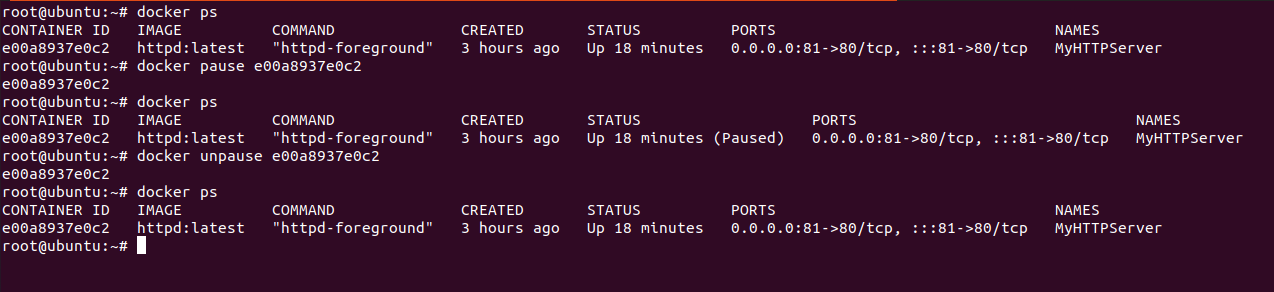 root@ubuntu:~# docker ps
CONTAINER ID   IMAGE          COMMAND              CREATED       STATUS          PORTS                               NAMES
e00a8937e0c2   httpd:latest   "httpd-foreground"   3 hours ago   Up 18 minutes   0.0.0.0:81->80/tcp, :::81->80/tcp   MyHTTPServer
root@ubuntu:~# docker pause e00a8937e0c2
e00a8937e0c2
root@ubuntu:~# docker ps
CONTAINER ID   IMAGE          COMMAND              CREATED       STATUS                   PORTS                               NAMES
e00a8937e0c2   httpd:latest   "httpd-foreground"   3 hours ago   Up 18 minutes (Paused)   0.0.0.0:81->80/tcp, :::81->80/tcp   MyHTTPServer
root@ubuntu:~# docker unpause e00a8937e0c2
e00a8937e0c2
root@ubuntu:~# docker ps
CONTAINER ID   IMAGE          COMMAND              CREATED       STATUS          PORTS                               NAMES
e00a8937e0c2   httpd:latest   "httpd-foreground"   3 hours ago   Up 18 minutes   0.0.0.0:81->80/tcp, :::81->80/tcp   MyHTTPServer
root@ubuntu:~#